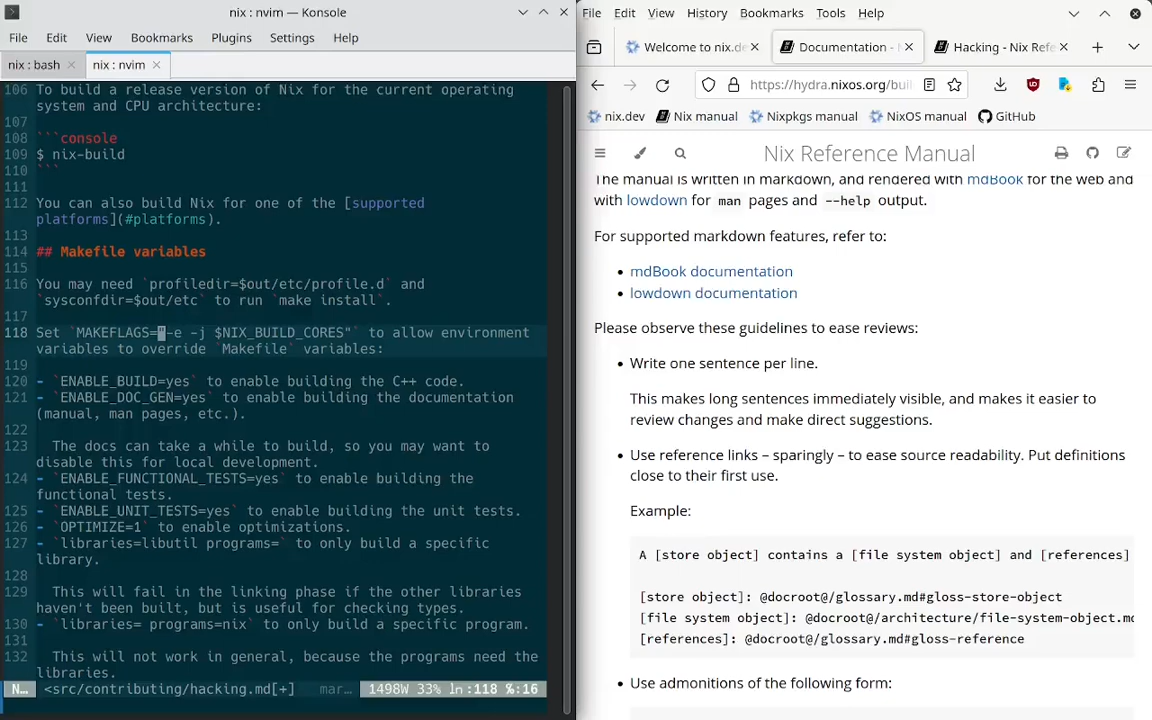 nix : nvim — Konsole
File Edit View Bookmarks Plugins Settings Help
nix : bash
nix : nvim
106 To build a release version of Nix for the current operating
system and CPU architecture:
107
108 ```console
109 $ nix-build
110 ```
111
112 You can also build Nix for one of the [supported
platforms](#platforms).
113
114 ## Makefile variables
115
116 You may need `profiledir=$out/etc/profile.d` and
`sysconfdir=$out/etc` to run `make install`.
118 Set `MAKEFLAGS="-e -j $NIX_BUILD_CORES"` to allow environment
variables to override `Makefile` variables:
119
120 - `ENABLE_BUILD=yes` to enable building the C++ code.
121 - `ENABLE_DOC_GEN=yes` to enable building the documentation
(manual, man pages, etc.).
122
123 The docs can take a while to build, so you may want to
disable this for local development.
124 - `ENABLE_FUNCTIONAL_TESTS=yes` to enable building the
functional tests.
125 - `ENABLE_UNIT_TESTS=yes` to enable building the unit tests.
126 - `OPTIMIZE=1` to enable optimizations.
127 - `libraries=libutil programs=` to only build a specific
library.
128
129 This will fail in the linking phase if the other libraries
haven't been built, but is useful for checking types.
130 - `libraries= programs=nix` to only build a specific program.
131
132 This will not work in general, because the programs need the
libraries.
N… <src/contributing/hacking.md[+] mar… 1498W 33% ln:118 %:16
File Edit View History Bookmarks Tools Help
Welcome to nix.de
Documentation -
Hacking - Nix Refe
https://hydra.nixos.org/buil
nix.dev Nix manual Nixpkgs manual NixOS manual GitHub
Nix Reference Manual
The manual is written in markdown, and rendered with mdBook for the web and
with lowdown for man pages and --help output.
For supported markdown features, refer to:
• mdBook documentation
• lowdown documentation
Please observe these guidelines to ease reviews:
• Write one sentence per line.
This makes long sentences immediately visible, and makes it easier to
review changes and make direct suggestions.
• Use reference links – sparingly – to ease source readability. Put definitions
close to their first use.
Example:
A [store object] contains a [file system object] and [references]
[store object]: @docroot@/glossary.md#gloss-store-object
[file system object]: @docroot@/architecture/file-system-object.md
[references]: @docroot@/glossary.md#gloss-reference
• Use admonitions of the following form: